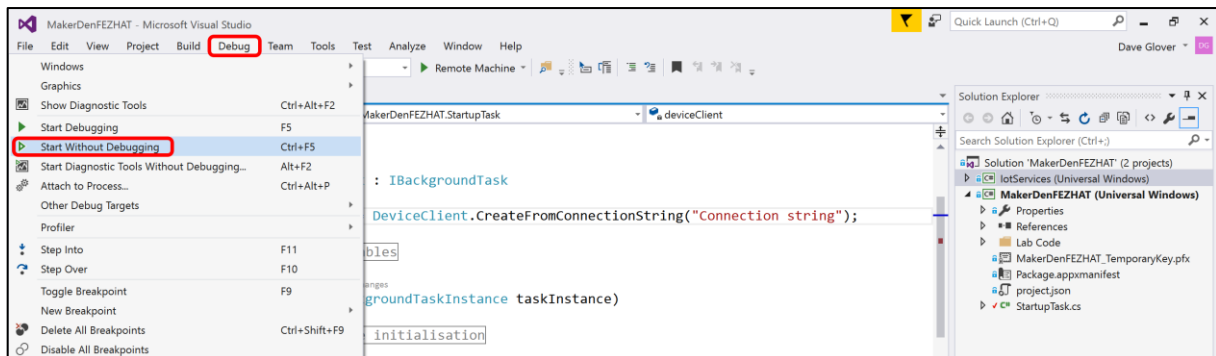 MakerDenFEZHAT - Microsoft Visual Studio
Quick Launch (Ctrl+Q)
File Edit View Project Build Debug Team Tools Test Analyze Window Help
Dave Glover DG
Remote Machine
Windows
Graphics
Show Diagnostic Tools Ctrl+Alt+F2
Start Debugging F5
Start Without Debugging Ctrl+F5
Start Diagnostic Tools Without Debugging... Alt+F2
Attach to Process... Ctrl+Alt+P
Other Debug Targets
Profiler
Step Into F11
Step Over F10
Toggle Breakpoint F9
New Breakpoint
Delete All Breakpoints Ctrl+Shift+F9
Disable All Breakpoints
MakerDenFEZHAT.StartupTask
deviceClient
: IBackgroundTask
DeviceClient.CreateFromConnectionString("Connection string");
bles
anges
groundTaskInstance taskInstance)
initialisation
Solution Explorer
Search Solution Explorer (Ctrl+;)
Solution 'MakerDenFEZHAT' (2 projects)
IotServices (Universal Windows)
MakerDenFEZHAT (Universal Windows)
Properties
References
Lab Code
MakerDenFEZHAT_TemporaryKey.pfx
Package.appxmanifest
project.json
StartupTask.cs